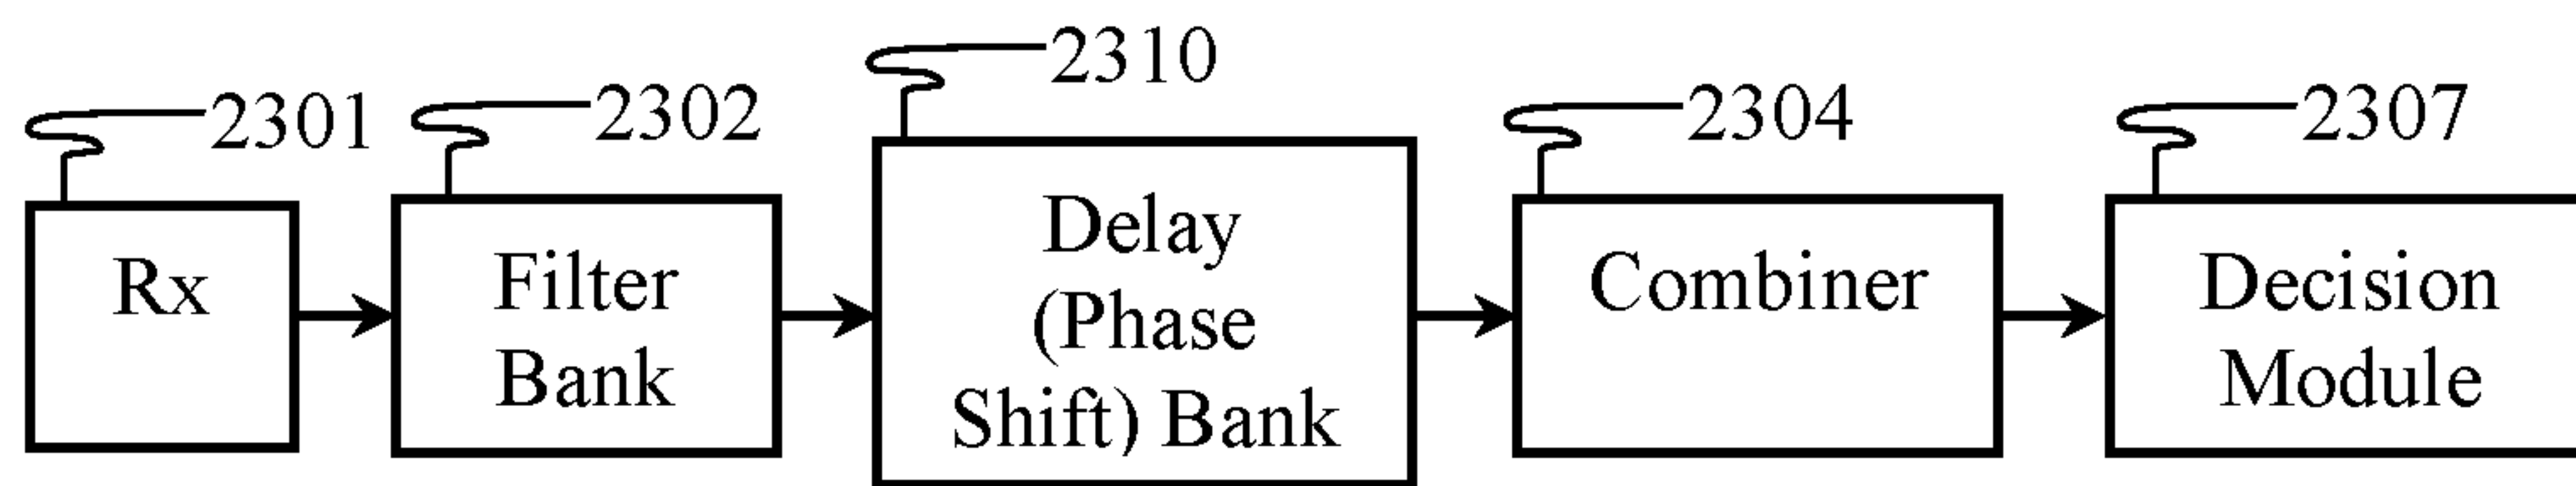 2301
2302
2310
2304
2307
Rx
Filter
Bank
Delay
(Phase
Shift) Bank
Combiner
Decision
Module